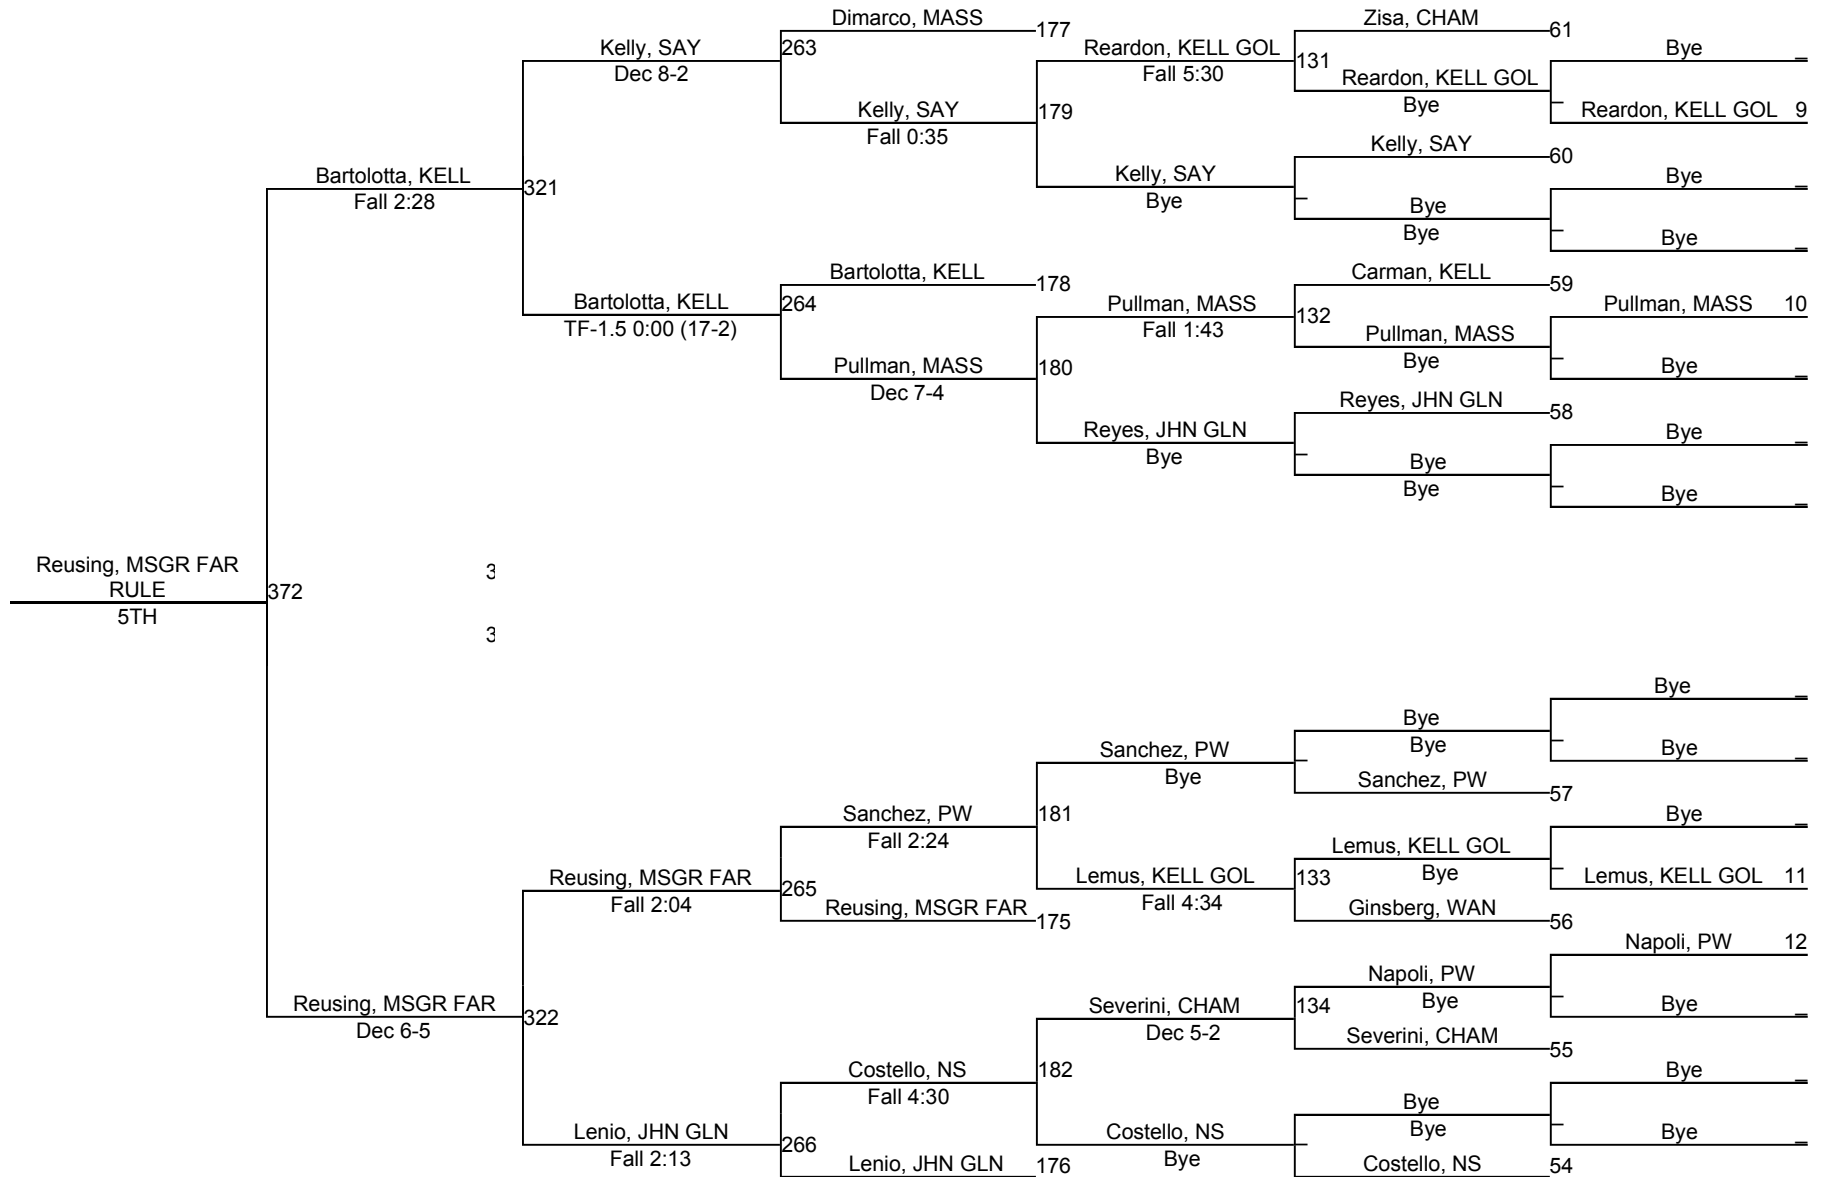 Dimarco, MASS 177
Zisa, CHAM 61
Kelly, SAY 263
Dec 8-2
Reardon, KELL GOL 131
Fall 5:30
Bye _
Reardon, KELL GOL
Bye _
Reardon, KELL GOL 9
Kelly, SAY 179
Fall 0:35
Kelly, SAY 60
Bartolotta, KELL 321
Fall 2:28
Kelly, SAY
Bye _
Bye _
Bye
Bye _
Bye _
Bartolotta, KELL 178
Carman, KELL 59
Bartolotta, KELL 264
TF-1.5 0:00 (17-2)
Pullman, MASS 132
Fall 1:43
Pullman, MASS 10
Pullman, MASS
Bye _
Bye _
Pullman, MASS 180
Dec 7-4
Reyes, JHN GLN 58
Reyes, JHN GLN
Bye _
Bye _
Bye
Bye _
Bye _
Reusing, MSGR FAR
RULE 372
5TH
3
3
Bye _
Bye
Bye _
Bye _
Sanchez, PW
Bye _
Sanchez, PW 57
Sanchez, PW 181
Fall 2:24
Bye _
Lemus, KELL GOL
Bye _
Reusing, MSGR FAR 265
Fall 2:04
Lemus, KELL GOL 133
Fall 4:34
Lemus, KELL GOL 11
Reusing, MSGR FAR 175
Ginsberg, WAN 56
Napoli, PW 12
Napoli, PW
Bye _
Bye _
Reusing, MSGR FAR 322
Dec 6-5
Severini, CHAM 134
Dec 5-2
Severini, CHAM 55
Costello, NS 182
Fall 4:30
Bye _
Bye
Bye _
Bye _
Lenio, JHN GLN 266
Fall 2:13
Costello, NS
Bye _
Lenio, JHN GLN 176
Costello, NS 54